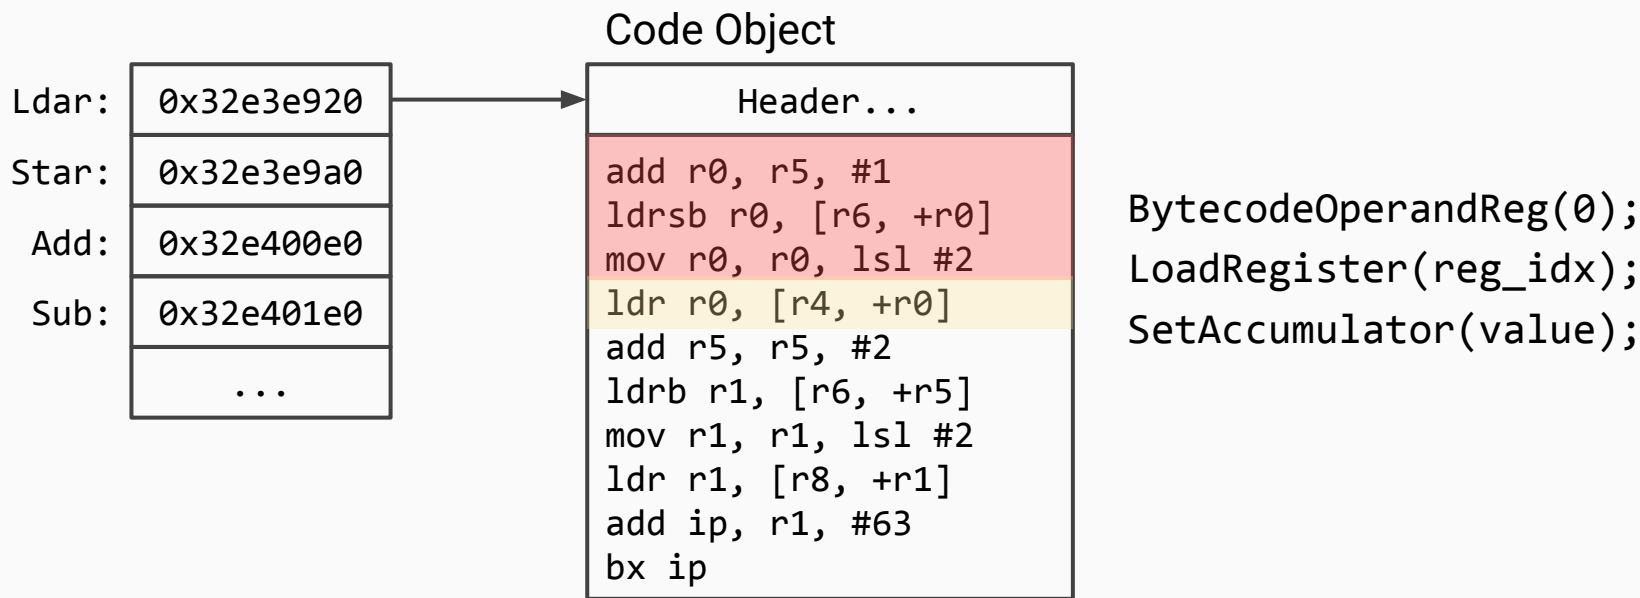 Code Object
Ldar: 0x32e3e920
Star: 0x32e3e9a0
Add: 0x32e400e0
Sub: 0x32e401e0
...
Header...
add r0, r5, #1
ldrsb r0, [r6, +r0]
mov r0, r0, lsl #2
ldr r0, [r4, +r0]
add r5, r5, #2
ldrb r1, [r6, +r5]
mov r1, r1, lsl #2
ldr r1, [r8, +r1]
add ip, r1, #63
bx ip
BytecodeOperandReg(0);
LoadRegister(reg_idx);
SetAccumulator(value);